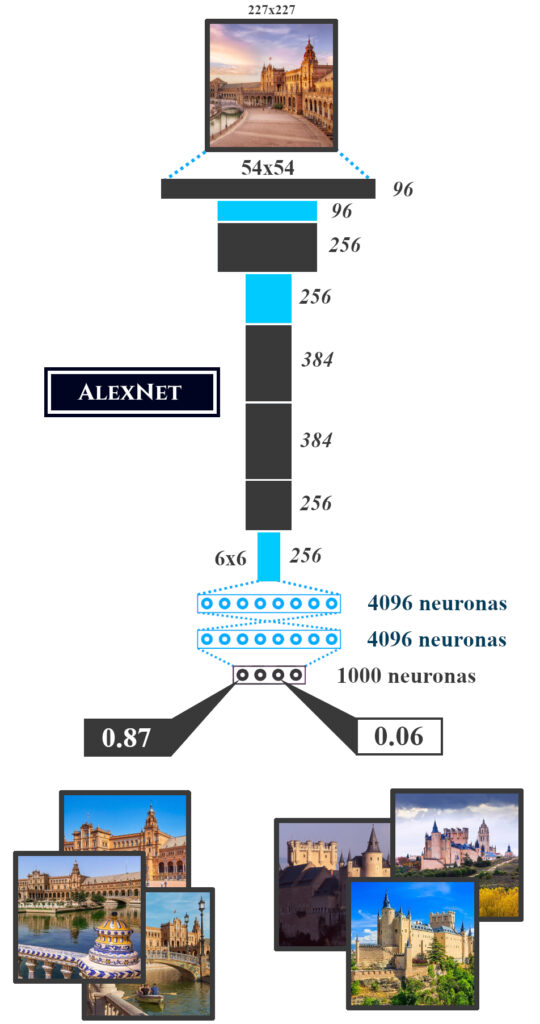 227x227
54x54
96
96
256
256
384
ALEXNET
384
256
6x6 256
4096 neuronas
4096 neuronas
1000 neuronas
0.87 0.06